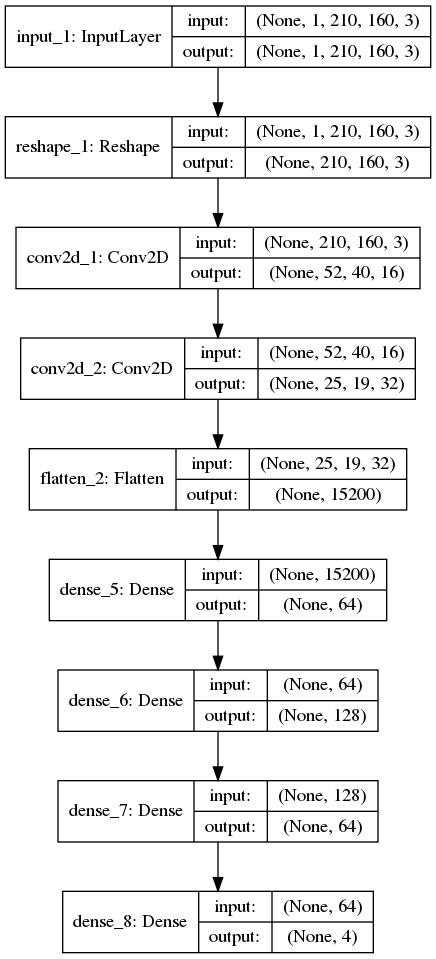 input_1: InputLayer
input: (None, 1, 210, 160, 3)
output: (None, 1, 210, 160, 3)
reshape_1: Reshape
input: (None, 1, 210, 160, 3)
output: (None, 210, 160, 3)
conv2d_1: Conv2D
input: (None, 210, 160, 3)
output: (None, 52, 40, 16)
conv2d_2: Conv2D
input: (None, 52, 40, 16)
output: (None, 25, 19, 32)
flatten_2: Flatten
input: (None, 25, 19, 32)
output: (None, 15200)
dense_5: Dense
input: (None, 15200)
output: (None, 64)
dense_6: Dense
input: (None, 64)
output: (None, 128)
dense_7: Dense
input: (None, 128)
output: (None, 64)
dense_8: Dense
input: (None, 64)
output: (None, 4)